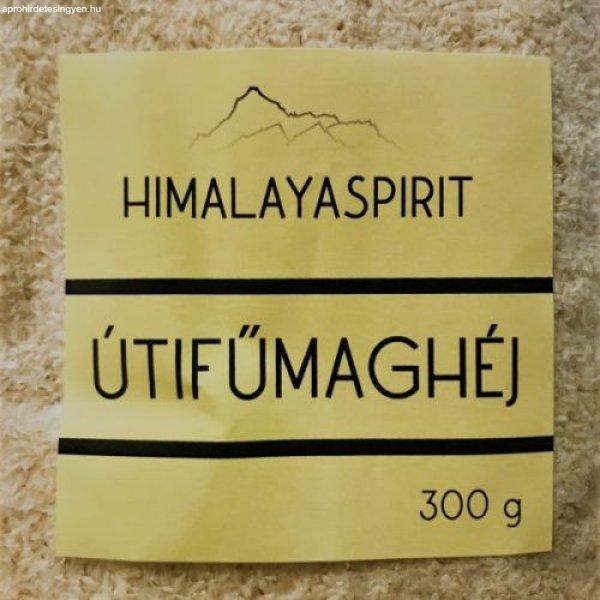 aprohirdetesingyen.hu
HIMALAYASPIRIT
ÚTIFŰMAGHÉJ
300 g